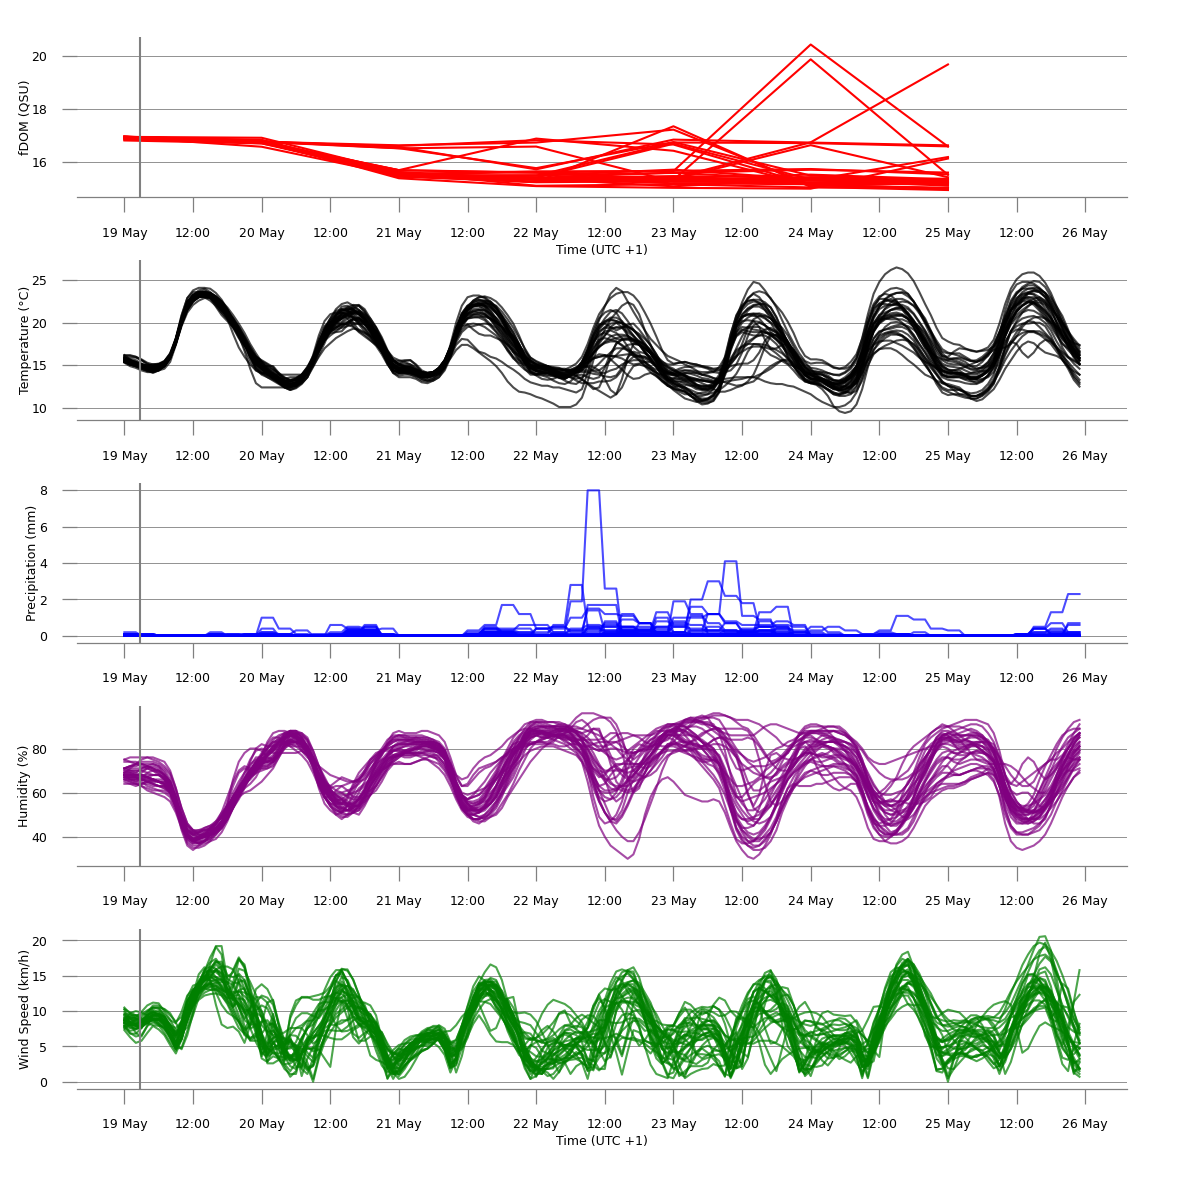 20
18
16
fDOM (QSU)
19 May 12:00 20 May 12:00 21 May 12:00 22 May 12:00 23 May 12:00 24 May 12:00 25 May 12:00 26 May
Time (UTC +1)
25
20
15
10
Temperature (°C)
19 May 12:00 20 May 12:00 21 May 12:00 22 May 12:00 23 May 12:00 24 May 12:00 25 May 12:00 26 May
8
6
4
2
0
Precipitation (mm)
19 May 12:00 20 May 12:00 21 May 12:00 22 May 12:00 23 May 12:00 24 May 12:00 25 May 12:00 26 May
80
60
40
Humidity (%)
19 May 12:00 20 May 12:00 21 May 12:00 22 May 12:00 23 May 12:00 24 May 12:00 25 May 12:00 26 May
20
15
10
5
0
Wind Speed (km/h)
19 May 12:00 20 May 12:00 21 May 12:00 22 May 12:00 23 May 12:00 24 May 12:00 25 May 12:00 26 May
Time (UTC +1)